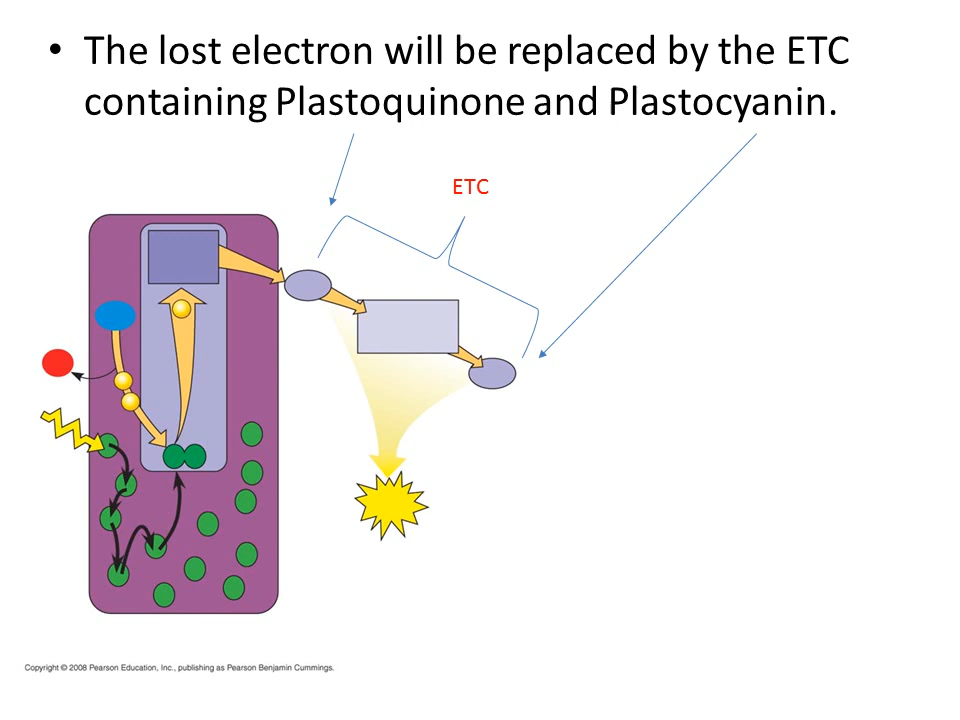 • The lost electron will be replaced by the ETC
containing Plastoquinone and Plastocyanin.
ETC
Copyright © 2008 Pearson Education, Inc., publishing as Pearson Benjamin Cummings.